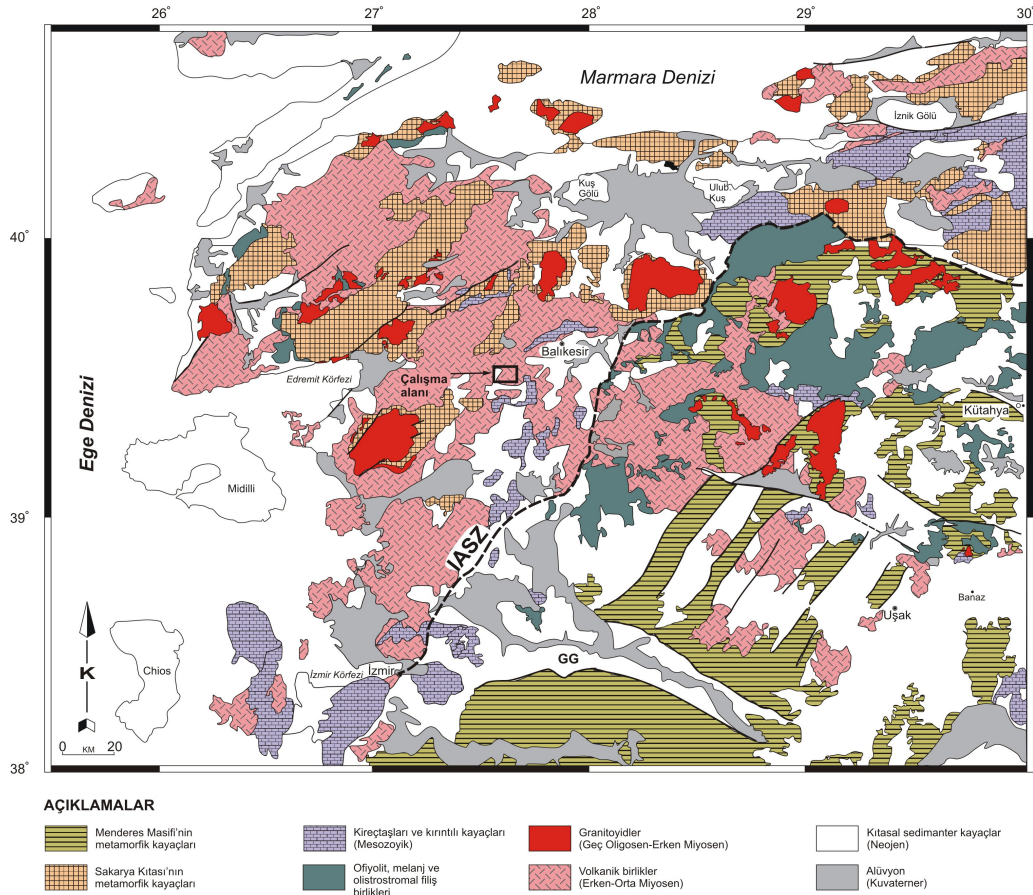 26˚
27˚
28˚
29˚
30˚
Marmara Denizi
İznik Gölü
Kuş
Gölü
Ulub.
Kuş
40˚
Balıkesir
Edremit Körfezi
Çalışma
alanı
Kütahya
Ege Denizi
Midilli
39˚
IASZ
Banaz
Uşak
Chios
K
İzmir Körfezi
İzmir
GG
0 20
KM
38˚
AÇIKLAMALAR
Menderes Masifi'nin
metamorfik kayaçları
Kireçtaşları ve kırıntılı kayaçları
(Mesozoyik)
Granitoyidler
(Geç Oligosen-Erken Miyosen)
Kıtasal sedimanter kayaçlar
(Neojen)
Sakarya Kıtası'nın
metamorfik kayaçları
Ofiyolit, melanj ve
olistrostromal filiş
birlikleri
Volkanik birlikler
(Erken-Orta Miyosen)
Alüvyon
(Kuvaterner)